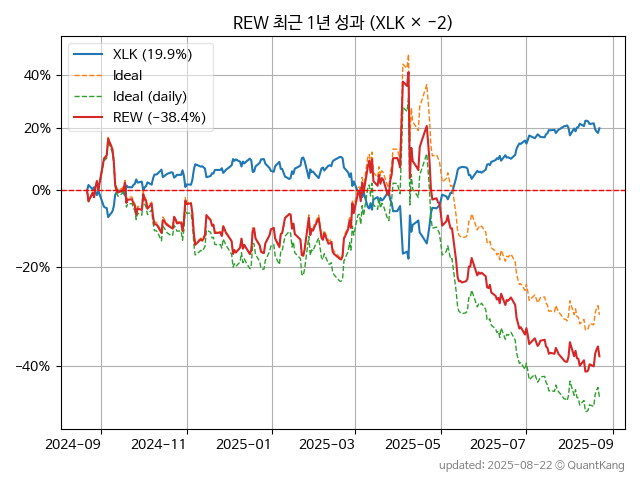 REW 최근 1년 성과 (XLK × −2)
XLK (19.9%)
Ideal
Ideal (daily)
REW (−38.4%)
40%
20%
0%
−20%
−40%
2024−09
2024−11
2025−01
2025−03
2025−05
2025−07
2025−09
updated: 2025-08-22 © QuantKang